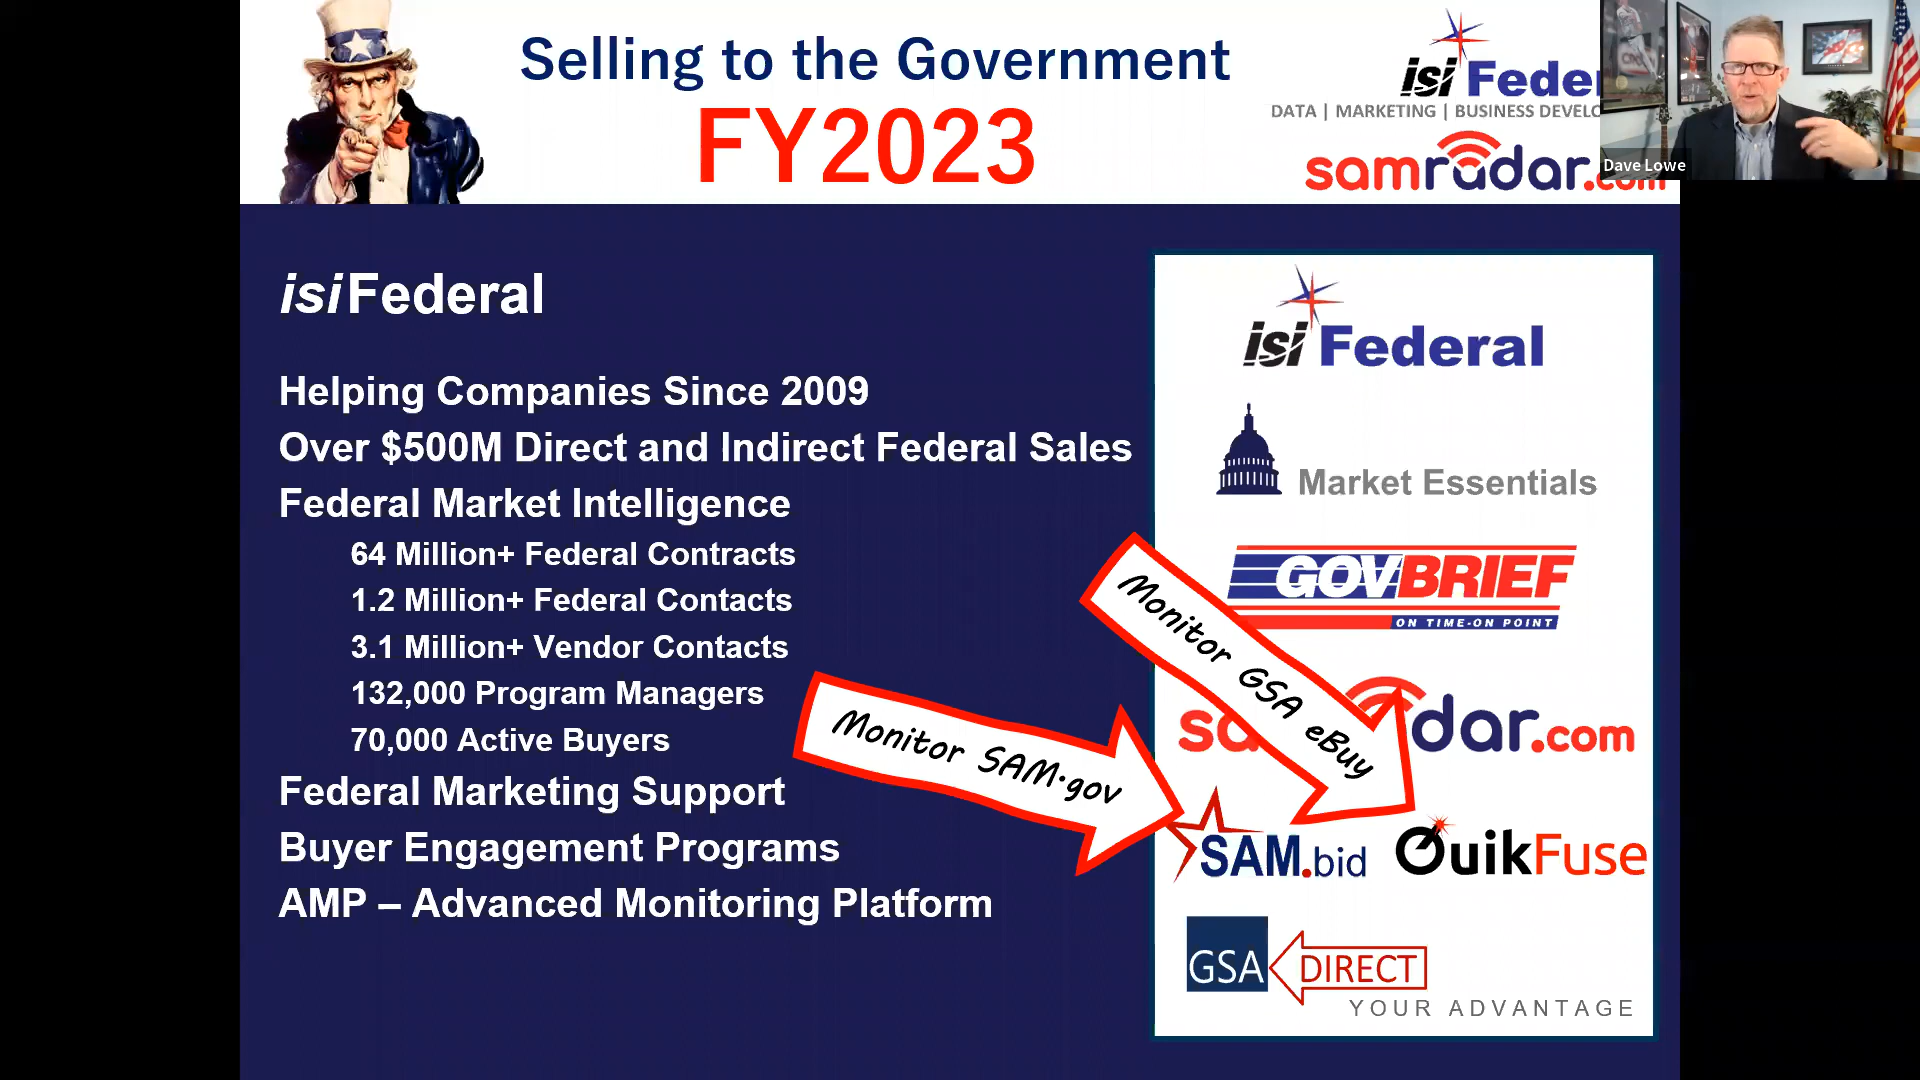 Selling to the Government
FY2023
isi Feder
DATA | MARKETING | BUSINESS DEVELO
samradar.com
Dave Lowe
isiFederal
Helping Companies Since 2009
Over $500M Direct and Indirect Federal Sales
Federal Market Intelligence
64 Million+ Federal Contracts
1.2 Million+ Federal Contacts
3.1 Million+ Vendor Contacts
132,000 Program Managers
70,000 Active Buyers
Federal Marketing Support
Buyer Engagement Programs
AMP – Advanced Monitoring Platform
isi Federal
Market Essentials
GOVBRIEF
ON TIME-ON POINT
Monitor GSA eBuy
Monitor SAM.gov
sa dar.com
SAM.bid
QuikFuse
GSA DIRECT
YOUR ADVANTAGE